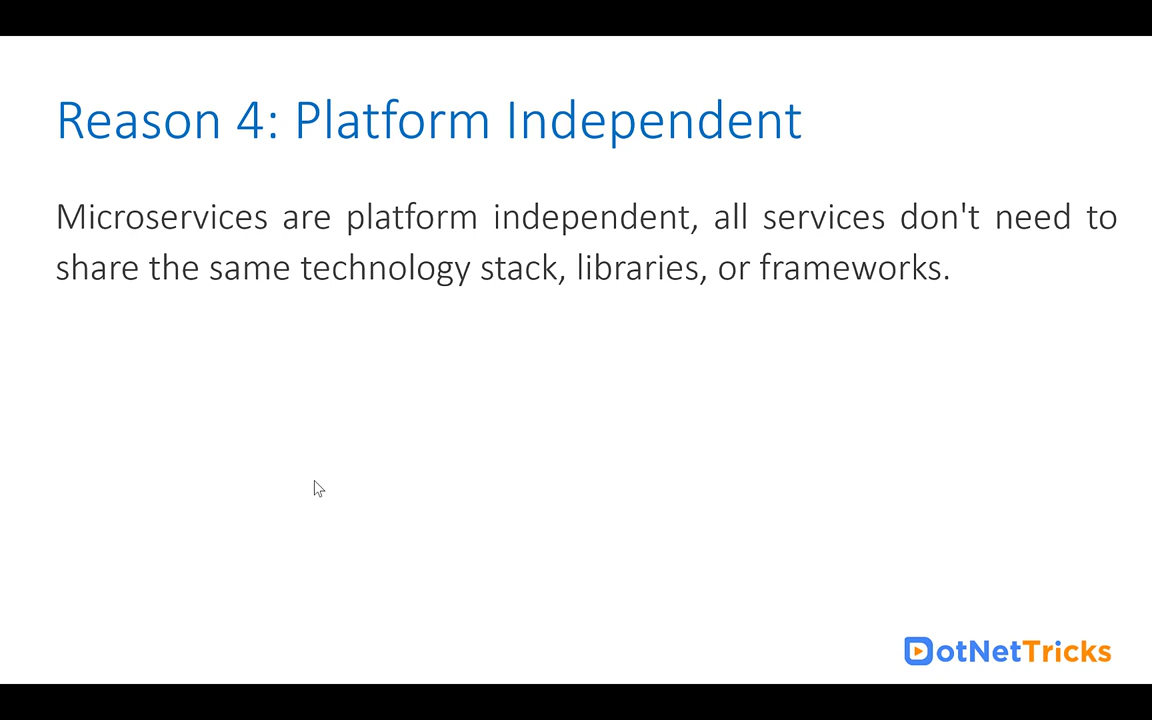 Reason 4: Platform Independent
Microservices are platform independent, all services don't need to
share the same technology stack, libraries, or frameworks.
DotNetTricks